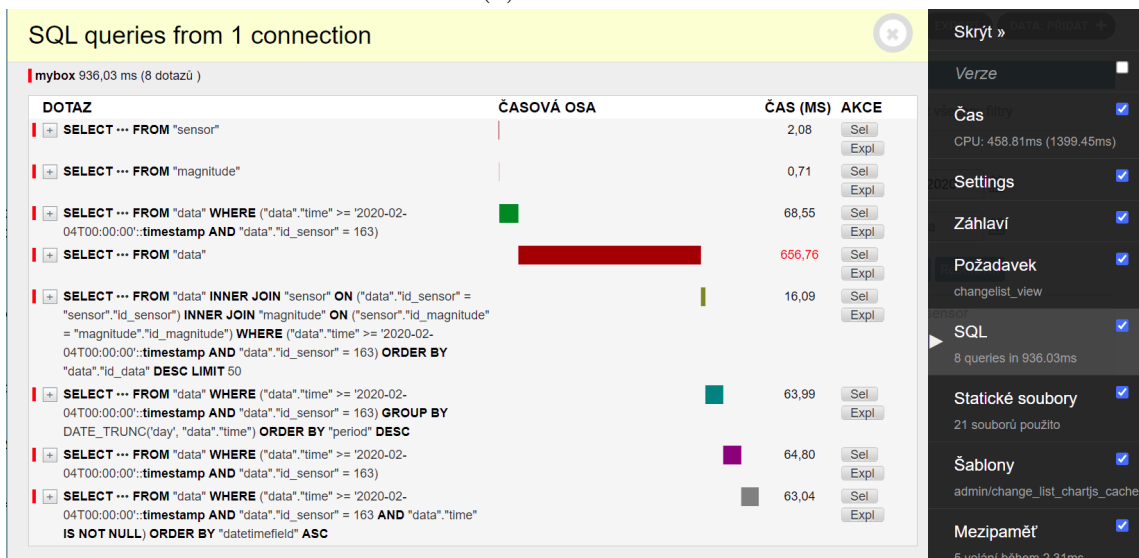 SQL queries from 1 connection
mybox 936,03 ms (8 dotazů )
DOTAZ ČASOVÁ OSA ČAS (MS) AKCE
+ SELECT ••• FROM "sensor" 2,08 Sel
Expl
+ SELECT ••• FROM "magnitude" 0,71 Sel
Expl
+ SELECT ••• FROM "data" WHERE ("data"."time" >= '2020-02- 68,55 Sel
04T00:00:00'::timestamp AND "data"."id_sensor" = 163) Expl
+ SELECT ••• FROM "data" 656,76 Sel
Expl
+ SELECT ••• FROM "data" INNER JOIN "sensor" ON ("data"."id_sensor" = 16,09 Sel
"sensor"."id_sensor") INNER JOIN "magnitude" ON ("sensor"."id_magnitude" Expl
= "magnitude"."id_magnitude") WHERE ("data"."time" >= '2020-02-
04T00:00:00'::timestamp AND "data"."id_sensor" = 163) ORDER BY
"data"."id_data" DESC LIMIT 50
+ SELECT ••• FROM "data" WHERE ("data"."time" >= '2020-02- 63,99 Sel
04T00:00:00'::timestamp AND "data"."id_sensor" = 163) GROUP BY Expl
DATE_TRUNC('day', "data"."time") ORDER BY "period" DESC
+ SELECT ••• FROM "data" WHERE ("data"."time" >= '2020-02- 64,80 Sel
04T00:00:00'::timestamp AND "data"."id_sensor" = 163) Expl
+ SELECT ••• FROM "data" WHERE ("data"."time" >= '2020-02- 63,04 Sel
04T00:00:00'::timestamp AND "data"."id_sensor" = 163 AND "data"."time" Expl
IS NOT NULL) ORDER BY "datetimefield" ASC
Skrýt »
Verze
Čas
CPU: 458.81ms (1399.45ms)
Settings
Záhlaví
Požadavek
changelist_view
SQL
8 queries in 936.03ms
Statické soubory
21 souborů použito
Šablony
admin/change_list_chartjs_cache
Mezipaměť
5 volání během 2.31ms